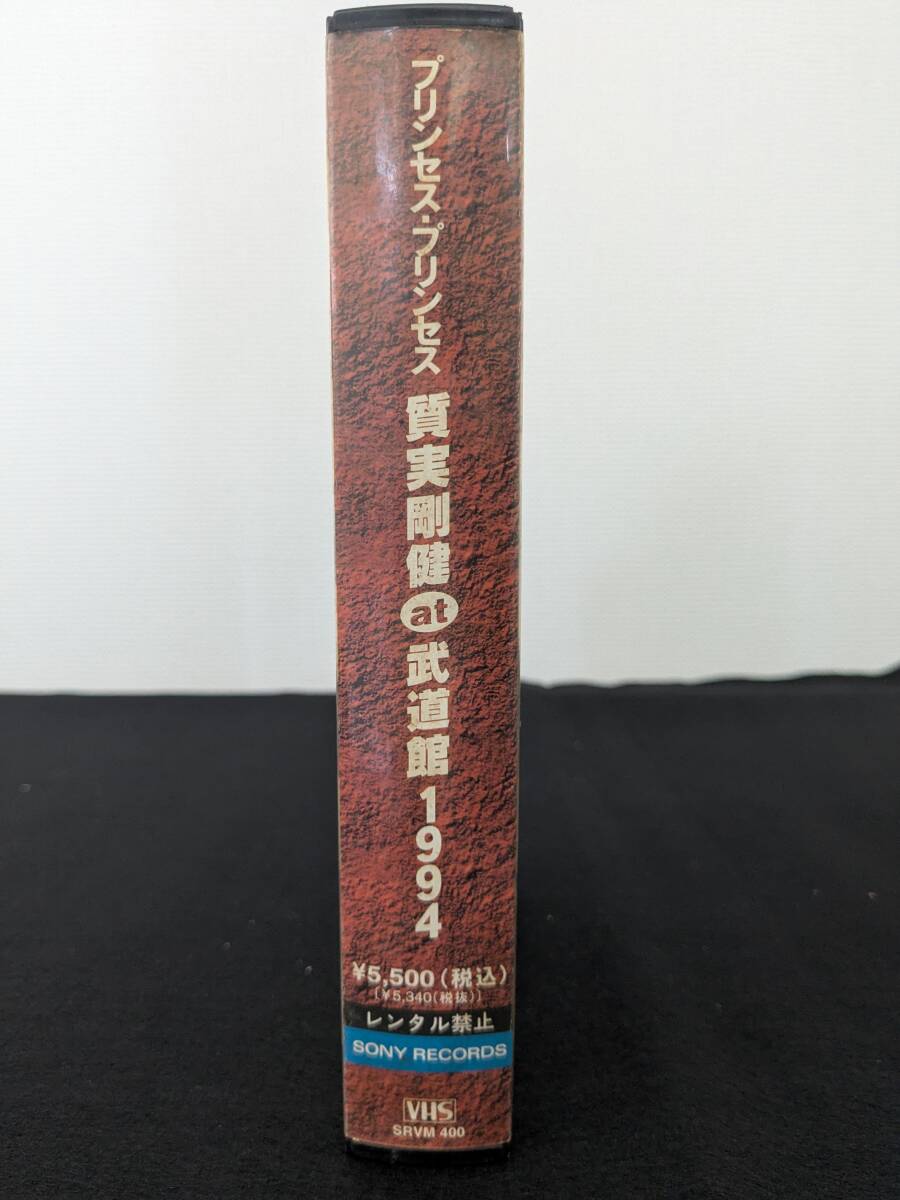 プリンセス・プリンセス 質実剛健 at 武道館 1994
¥5,500(税込)
(¥5,340(税抜))
レンタル禁止
SONY RECORDS
VHS
SRVM 400